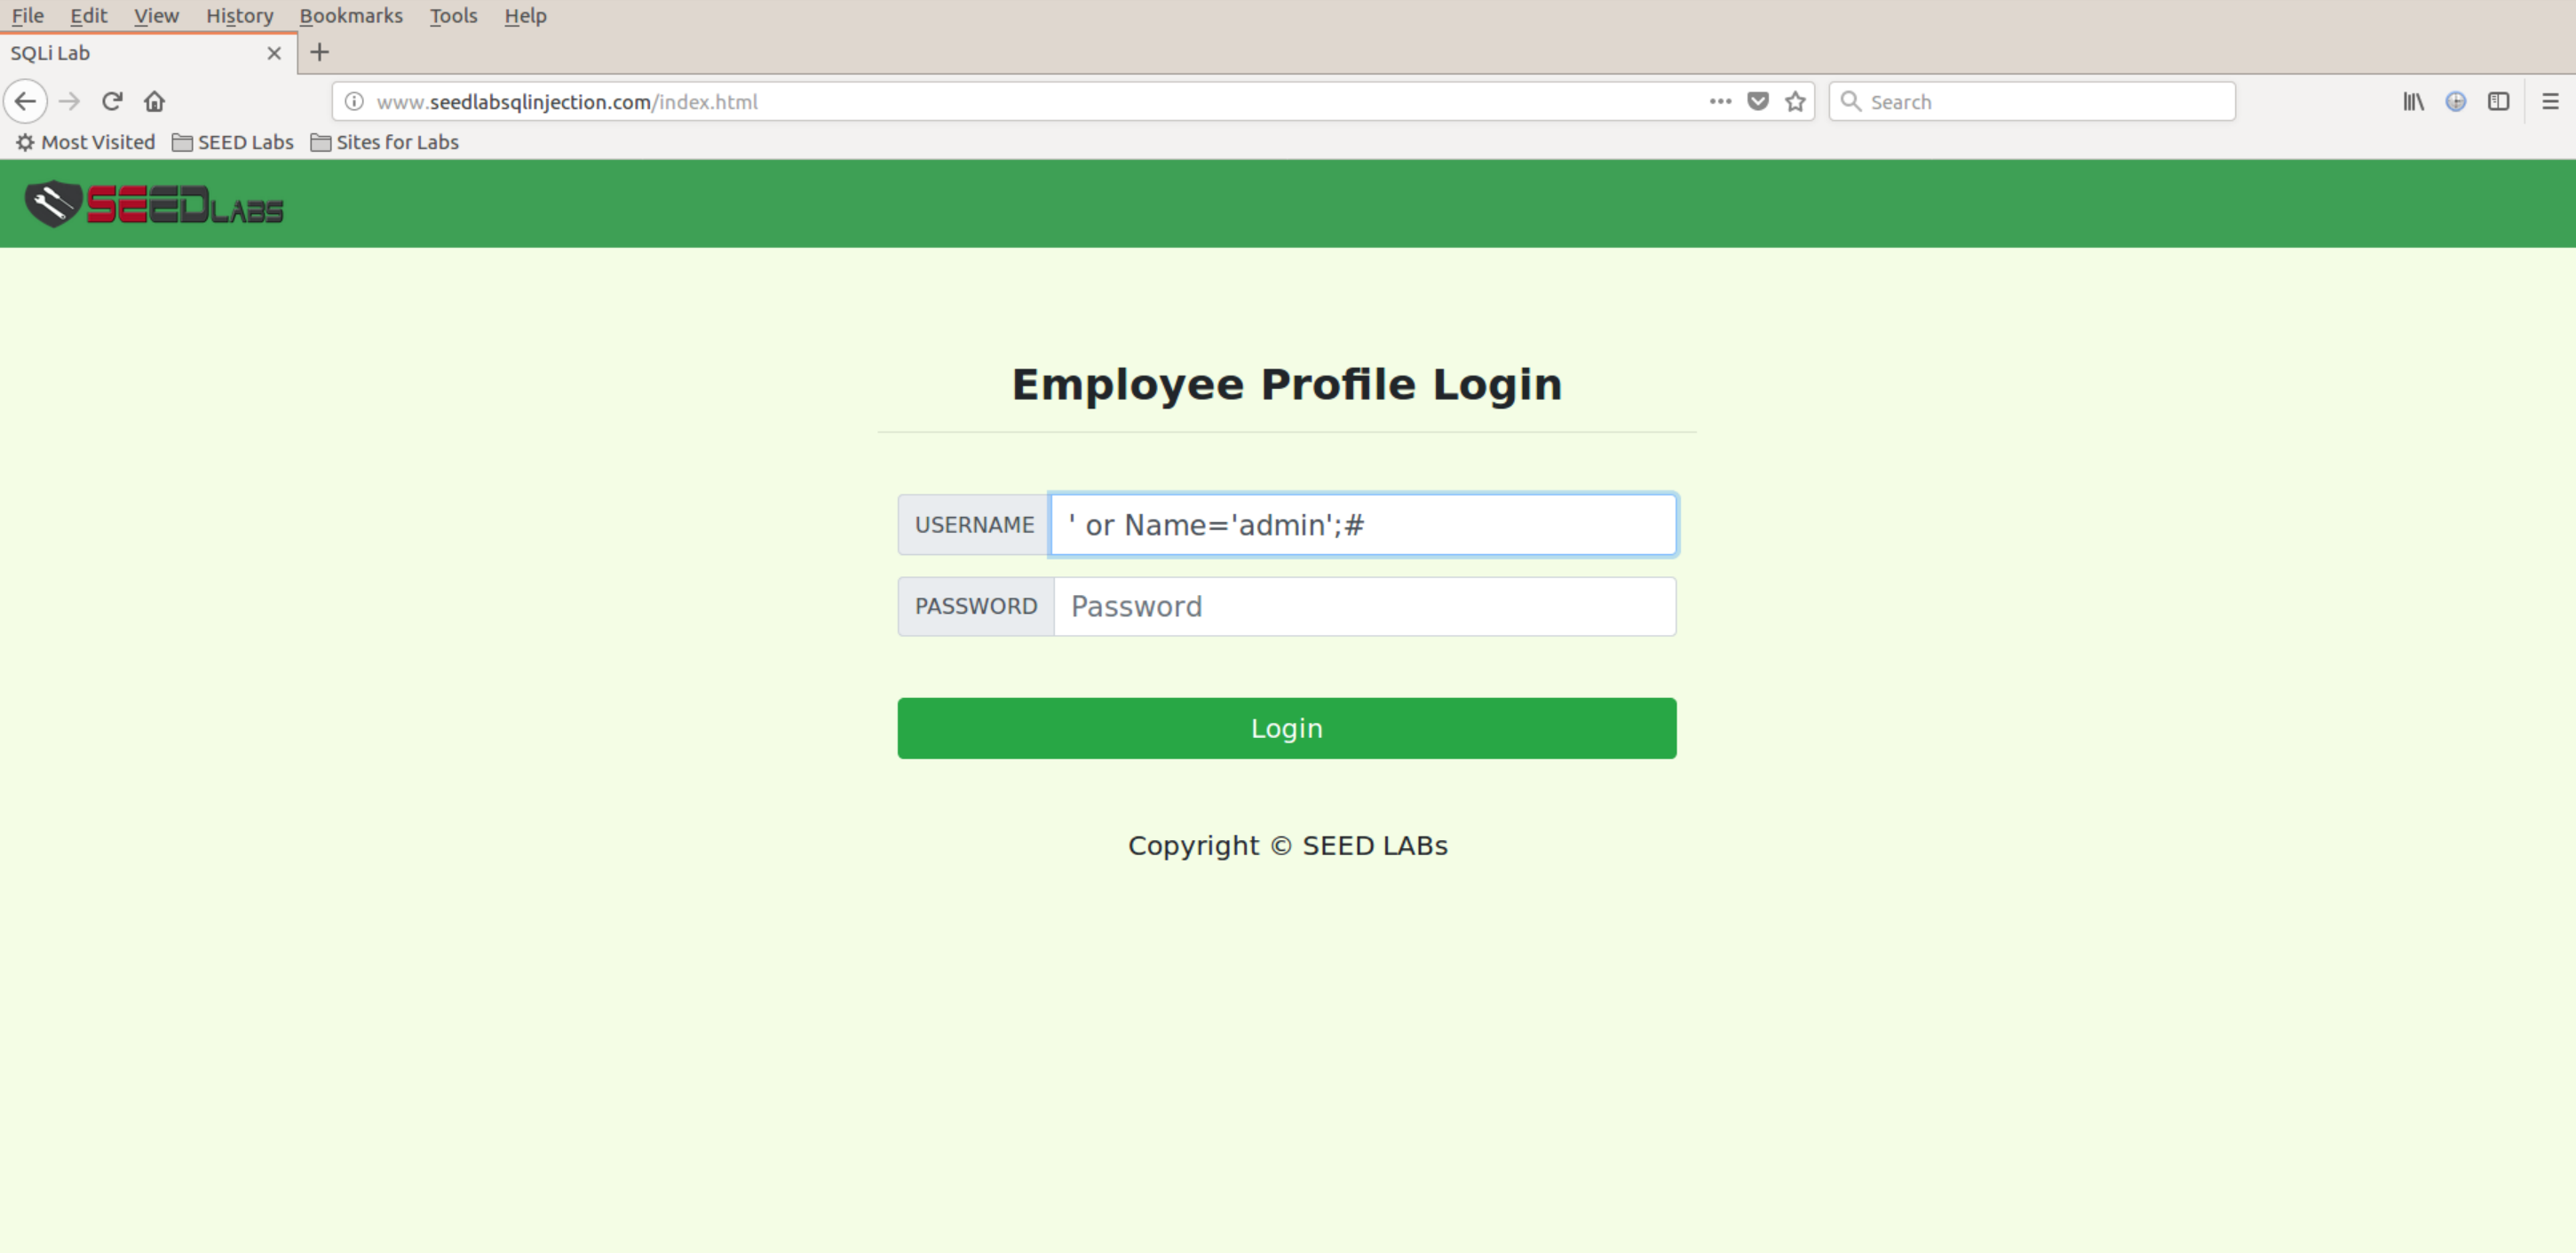 File Edit View History Bookmarks Tools Help
SQLi Lab
www.seedlabsqlinjection.com/index.html
Search
Most Visited SEED Labs Sites for Labs
SEEDLABS
Employee Profile Login
USERNAME ' or Name='admin';#
PASSWORD Password
Login
Copyright © SEED LABs